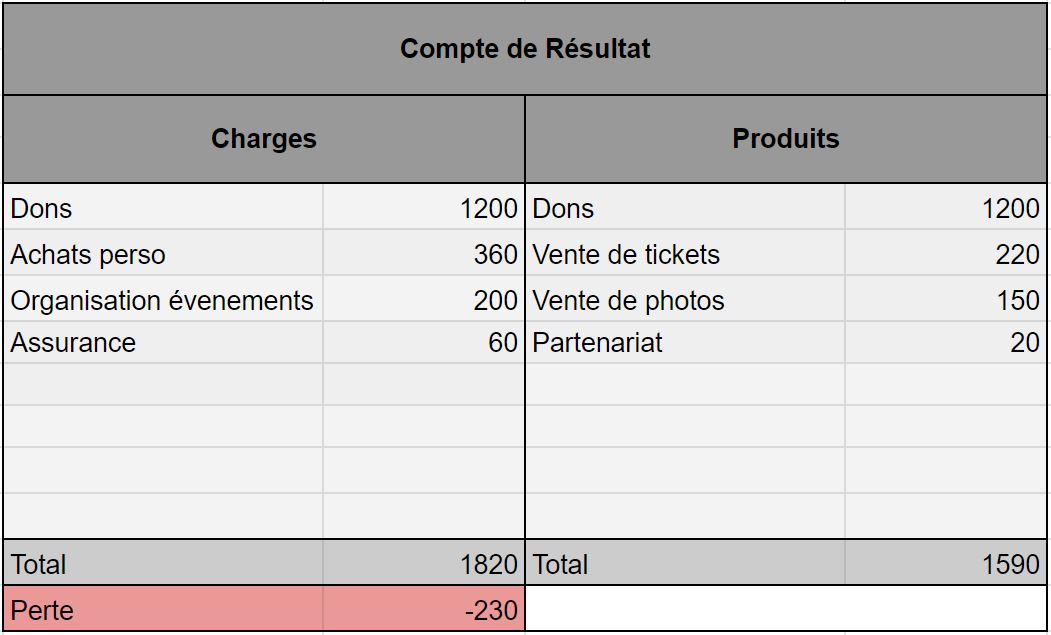 Compte de Résultat
Charges Produits
Dons 1200 Dons 1200
Achats perso 360 Vente de tickets 220
Organisation évenements 200 Vente de photos 150
Assurance 60 Partenariat 20
Total 1820 Total 1590
Perte -230